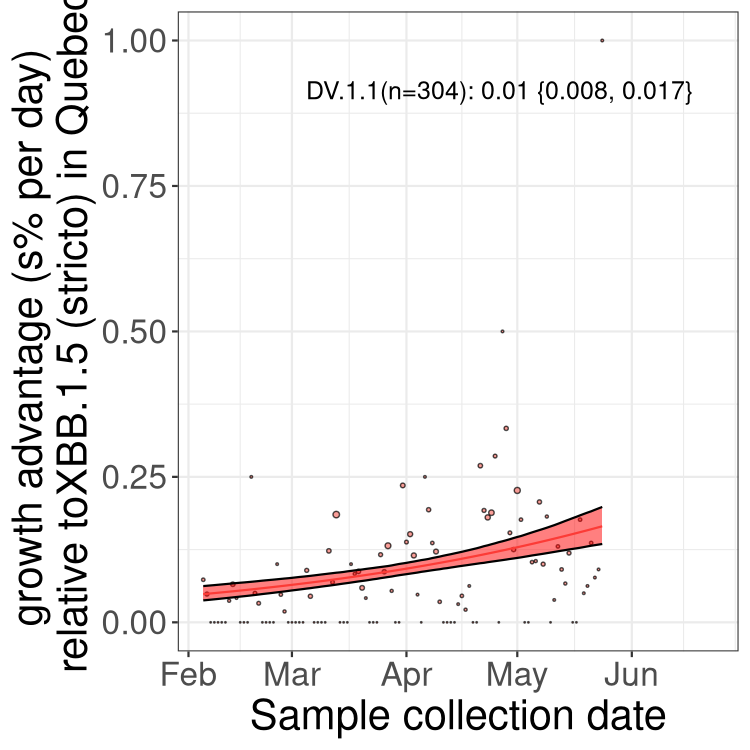 growth advantage (s% per day)
relative toXBB.1.5 (stricto) in Quebec
1.00
0.75
0.50
0.25
0.00
DV.1.1(n=304): 0.01 {0.008, 0.017}
Feb Mar Apr May Jun
Sample collection date